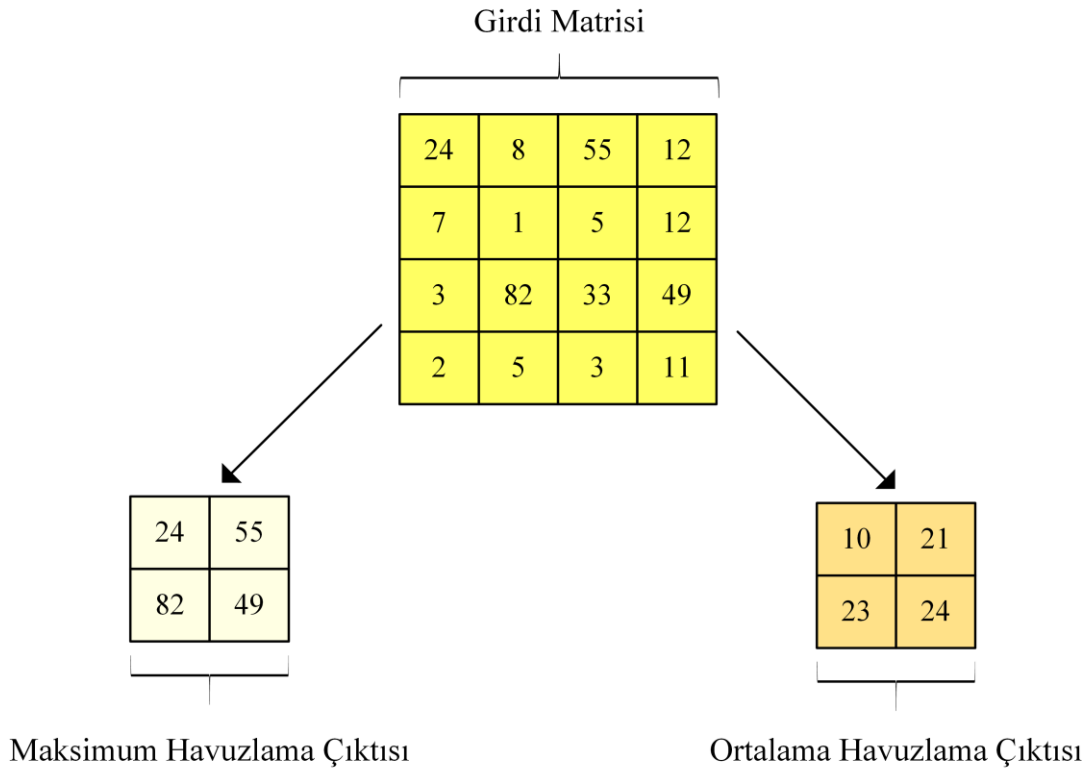 Girdi Matrisi
24 8 55 12
7 1 5 12
3 82 33 49
2 5 3 11
24 55
82 49
10 21
23 24
Maksimum Havuzlama Çıktısı
Ortalama Havuzlama Çıktısı